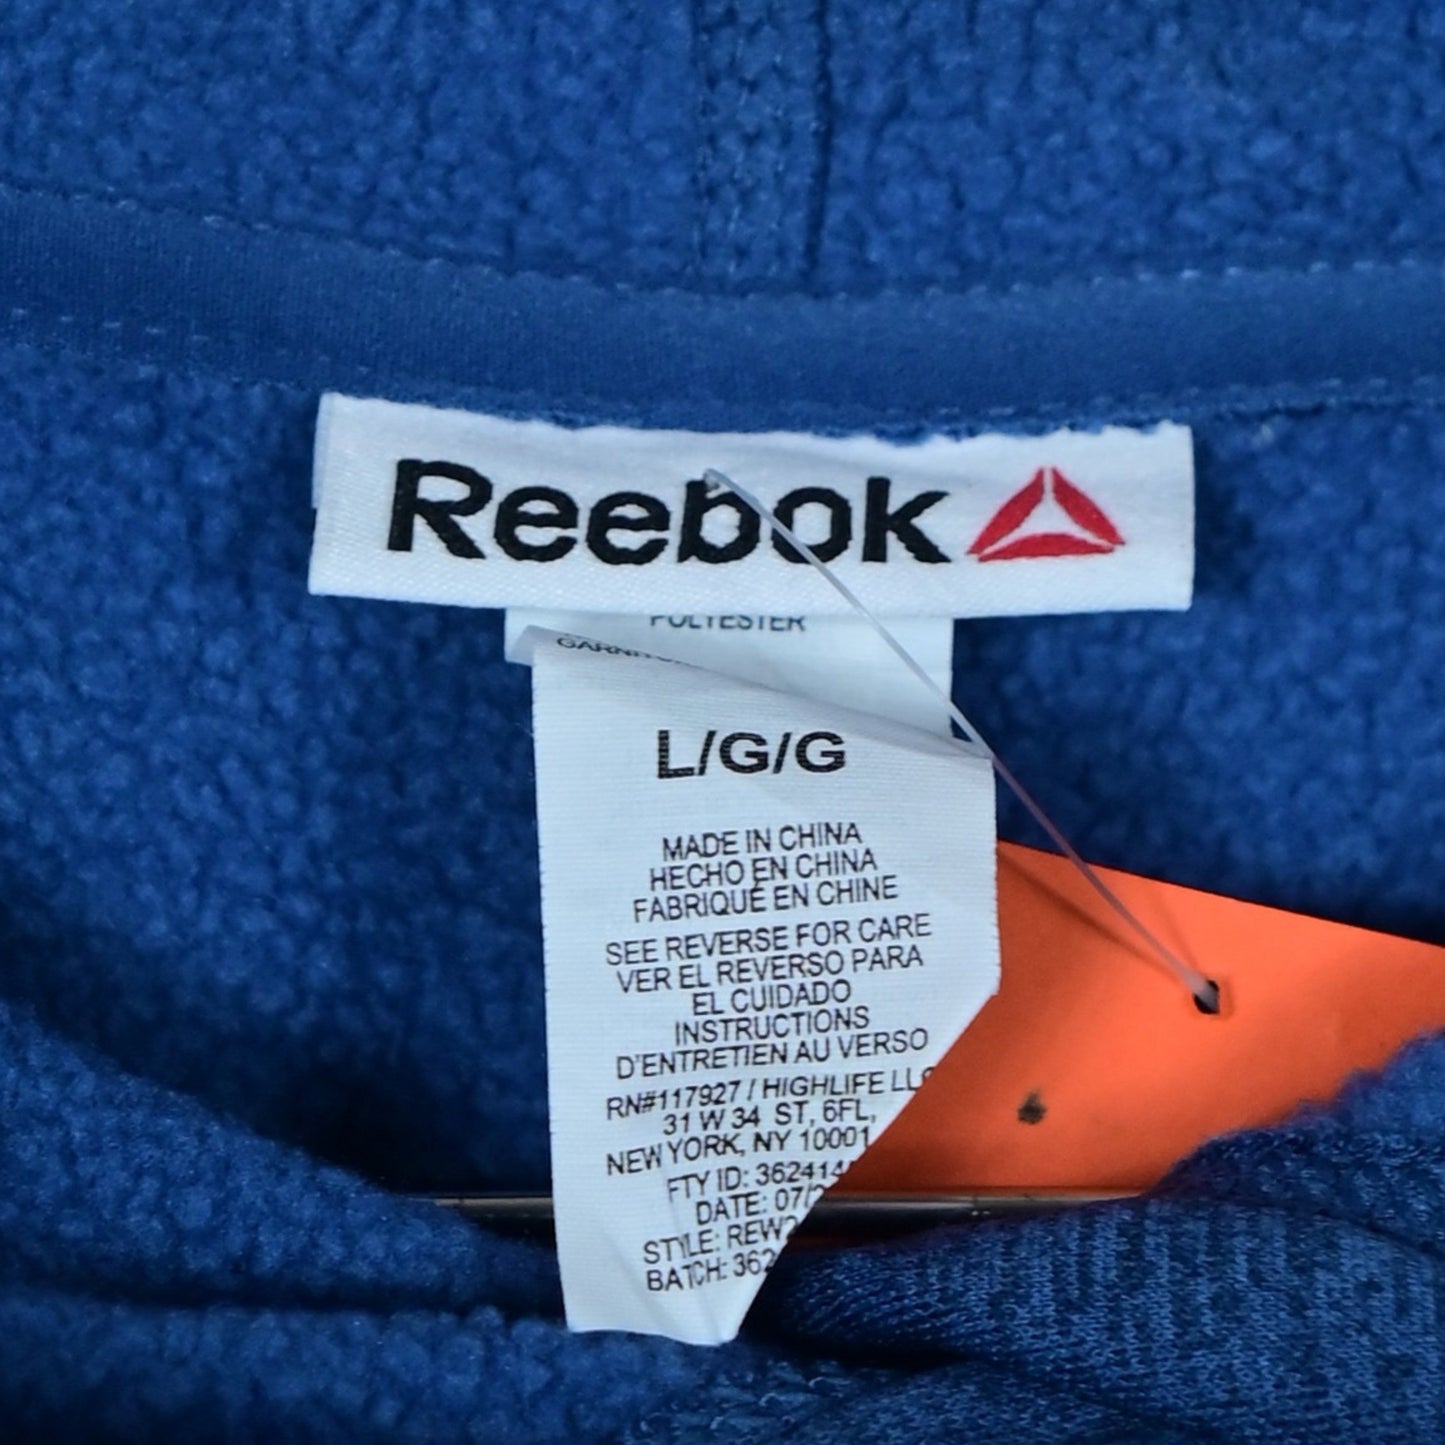 Reebok
POLYESTER
L/G/G
MADE IN CHINA
HECHO EN CHINA
FABRIQUÉ EN CHINE
SEE REVERSE FOR CARE
VER EL REVERSO PARA
EL CUIDADO
INSTRUCTIONS
D'ENTRETIEN AU VERSO
RN#117927 / HIGHLIFE LLC
31 W 34 ST, 6FL,
NEW YORK, NY 10001
FTY ID:
DATE:
STYLE:
BATCH: